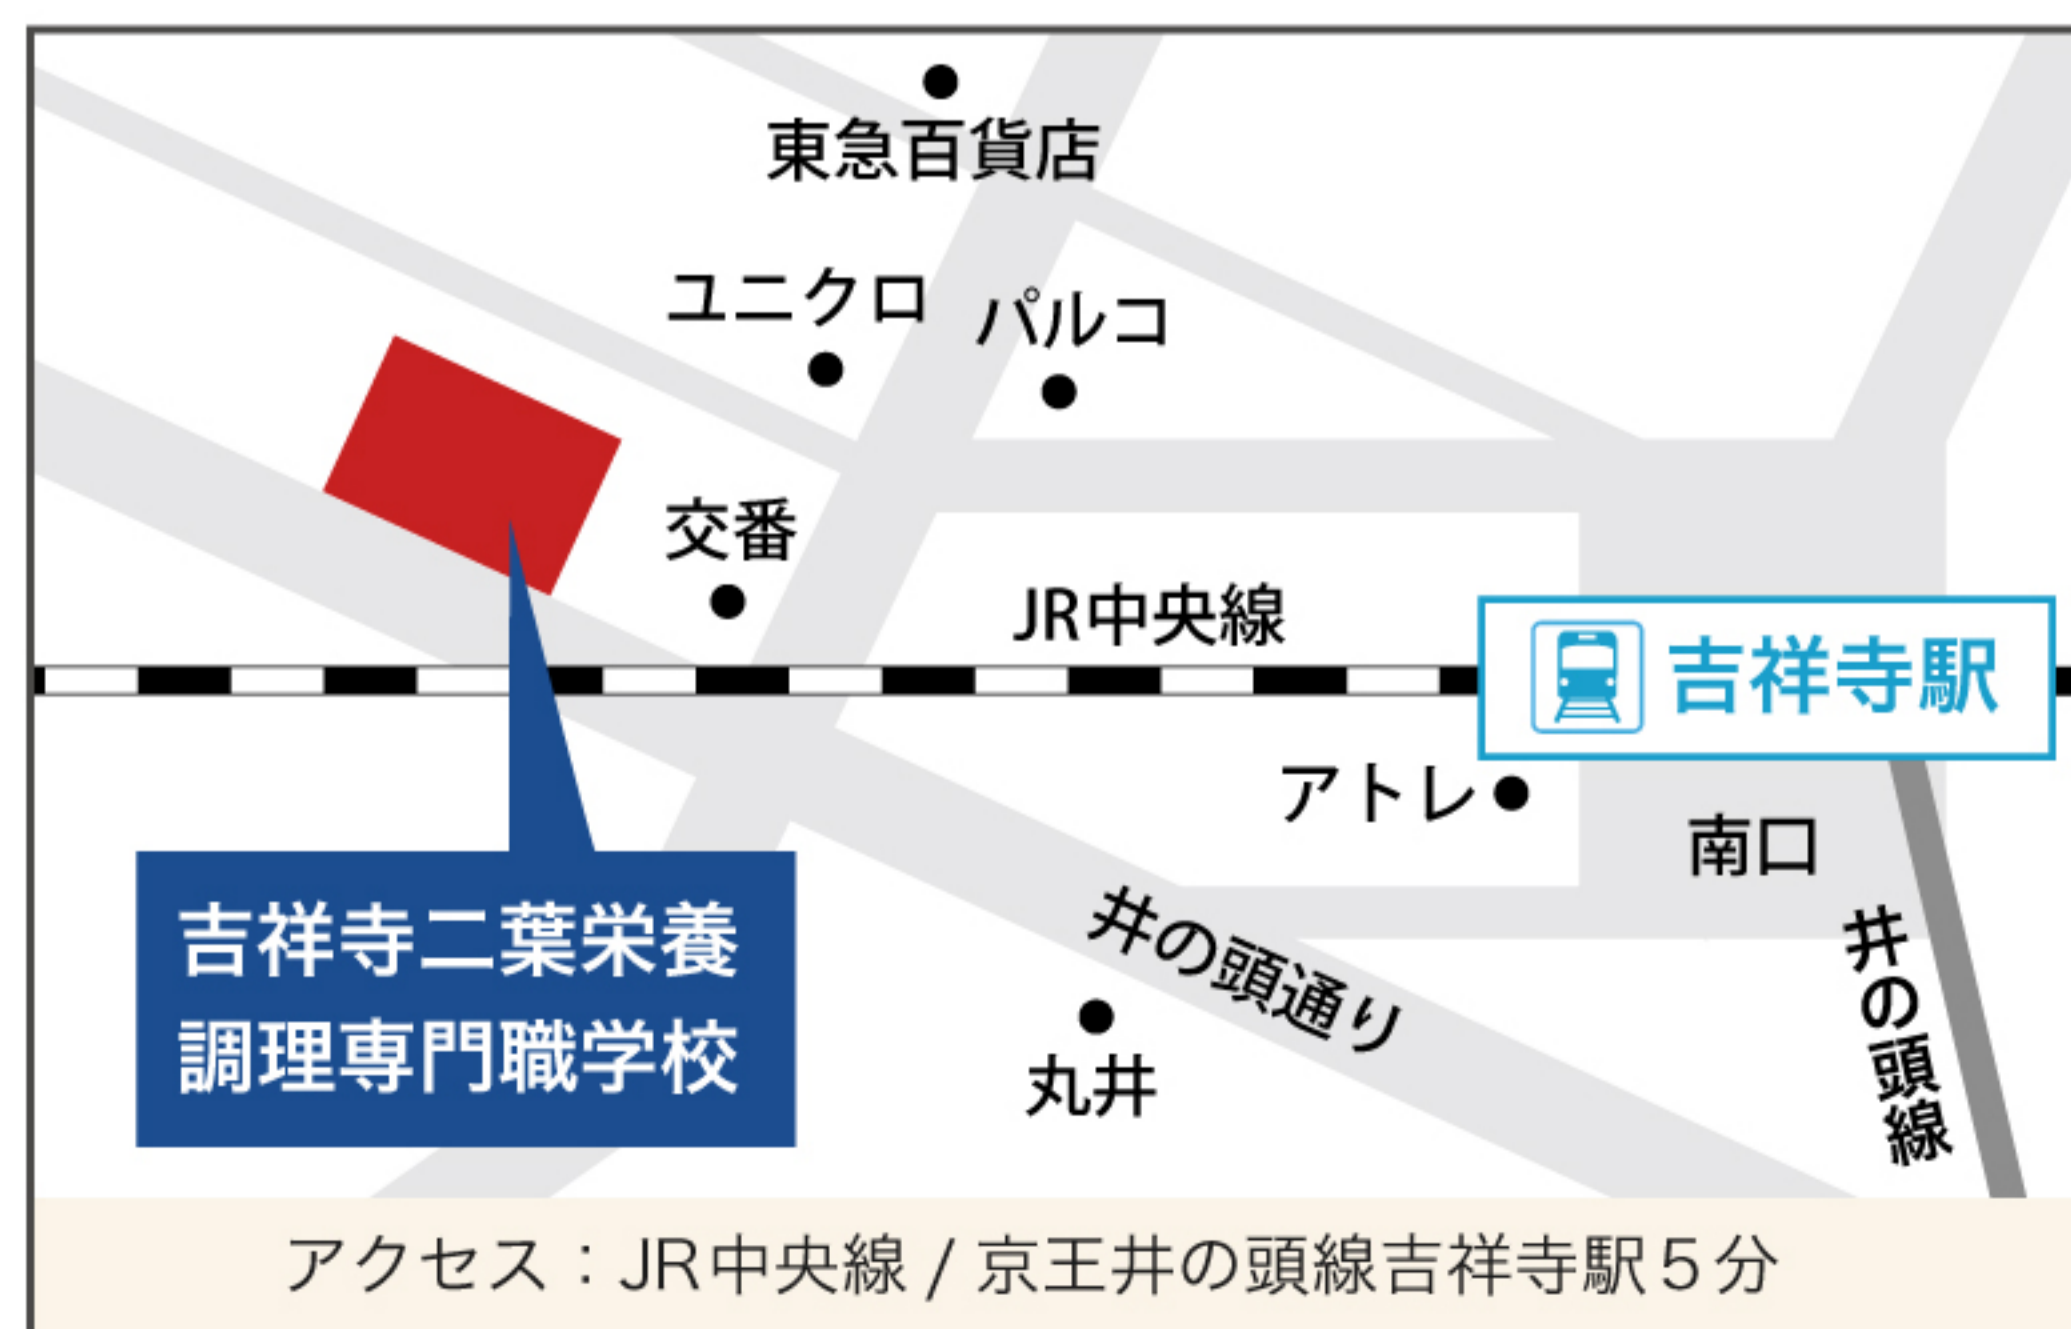 東急百貨店
ユニクロ
パルコ
交番
JR中央線
吉祥寺駅
アトレ
南口
吉祥寺二葉栄養
調理専門職学校
井の頭通り
井の頭線
丸井
アクセス：JR中央線 / 京王井の頭線吉祥寺駅５分